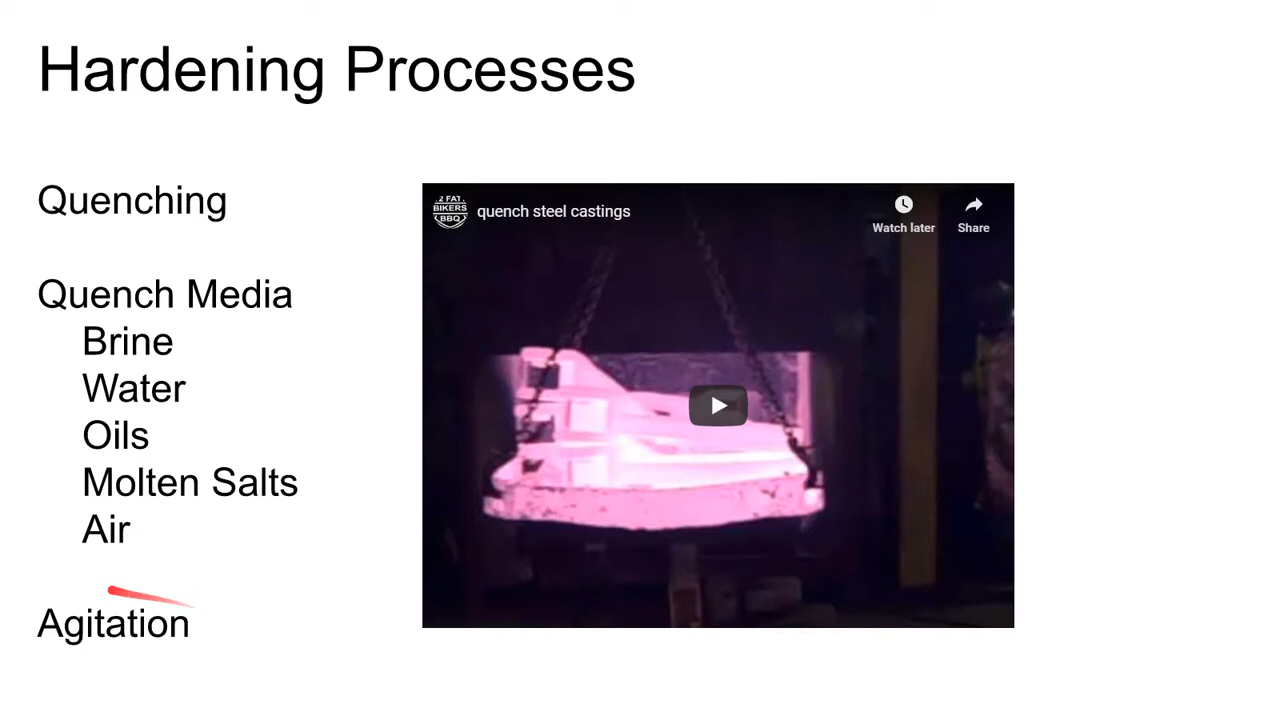 Hardening Processes
Quenching
Quench Media
Brine
Water
Oils
Molten Salts
Air
Agitation
2 FAT
BIKERS
BBQ
quench steel castings
Watch later
Share